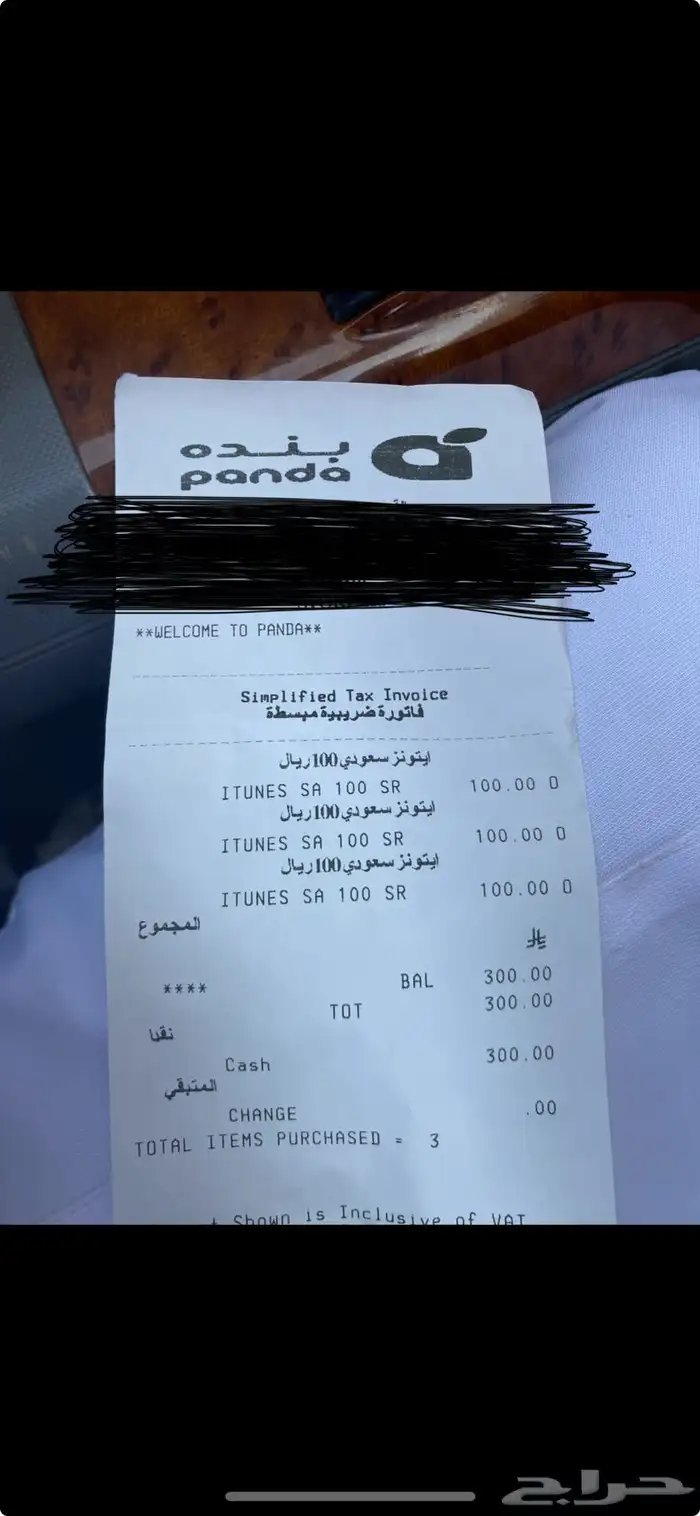 بنده
panda
**WELCOME TO PANDA**
Simplified Tax Invoice
فاتورة ضريبية مبسطة
ايتونز سعودي 100 ريال
ITUNES SA 100 SR 100.00 0
ايتونز سعودي 100 ريال
ITUNES SA 100 SR 100.00 0
ايتونز سعودي 100 ريال
ITUNES SA 100 SR 100.00 0
المجموع
**** BAL 300.00
TOT 300.00
نقدا
Cash 300.00
المتبقي
CHANGE .00
TOTAL ITEMS PURCHASED = 3
Shown is Inclusive of VAT
حراج